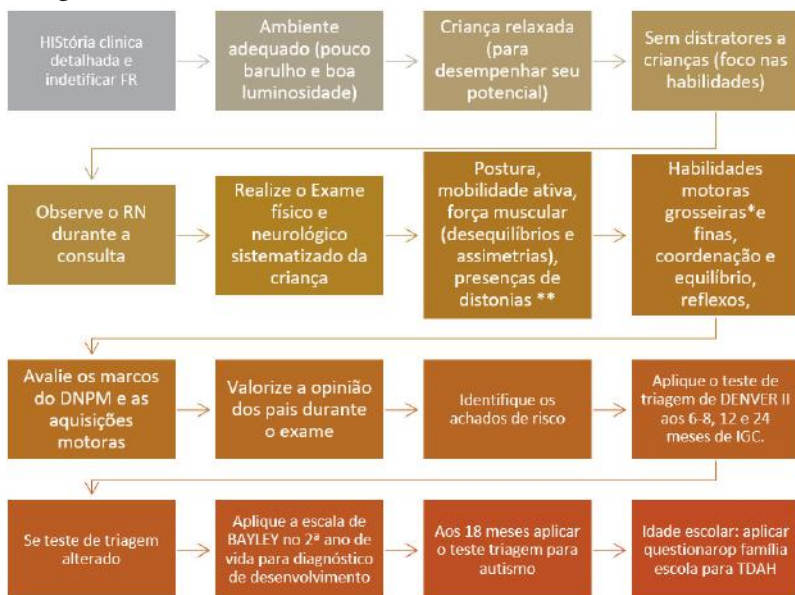 HIStória clinica
detalhada e
indetificar FR
Ambiente
adequado (pouco
barulho e boa
luminosidade)
Criança relaxada
(para
desempenhar seu
potencial)
Sem distratores a
crianças (foco nas
habilidades)
Observe o RN
durante a
consulta
Realize o Exame
físico e
neurológico
sistematizado da
criança
Postura,
mobilidade ativa,
força muscular
(desequilíbrios e
assimetrias),
presenças de
distonias **
Habilidades
motoras
grosseiras*e
finas,
coordenação e
equilíbrio,
reflexos,
Avalie os marcos
do DNPM e as
aquisições
motoras
Valorize a opinião
dos pais durante
o exame
Identifique os
achados de risco
Aplique o teste de
triagem de DENVER II
aos 6-8, 12 e 24
meses de IGC.
Se teste de triagem
alterado
Aplique a escala de
BAYLEY no 2ª ano de
vida para diagnóstico
de desenvolvimento
Aos 18 meses aplicar
o teste triagem para
autismo
Idade escolar: aplicar
questionarop família
escola para TDAH